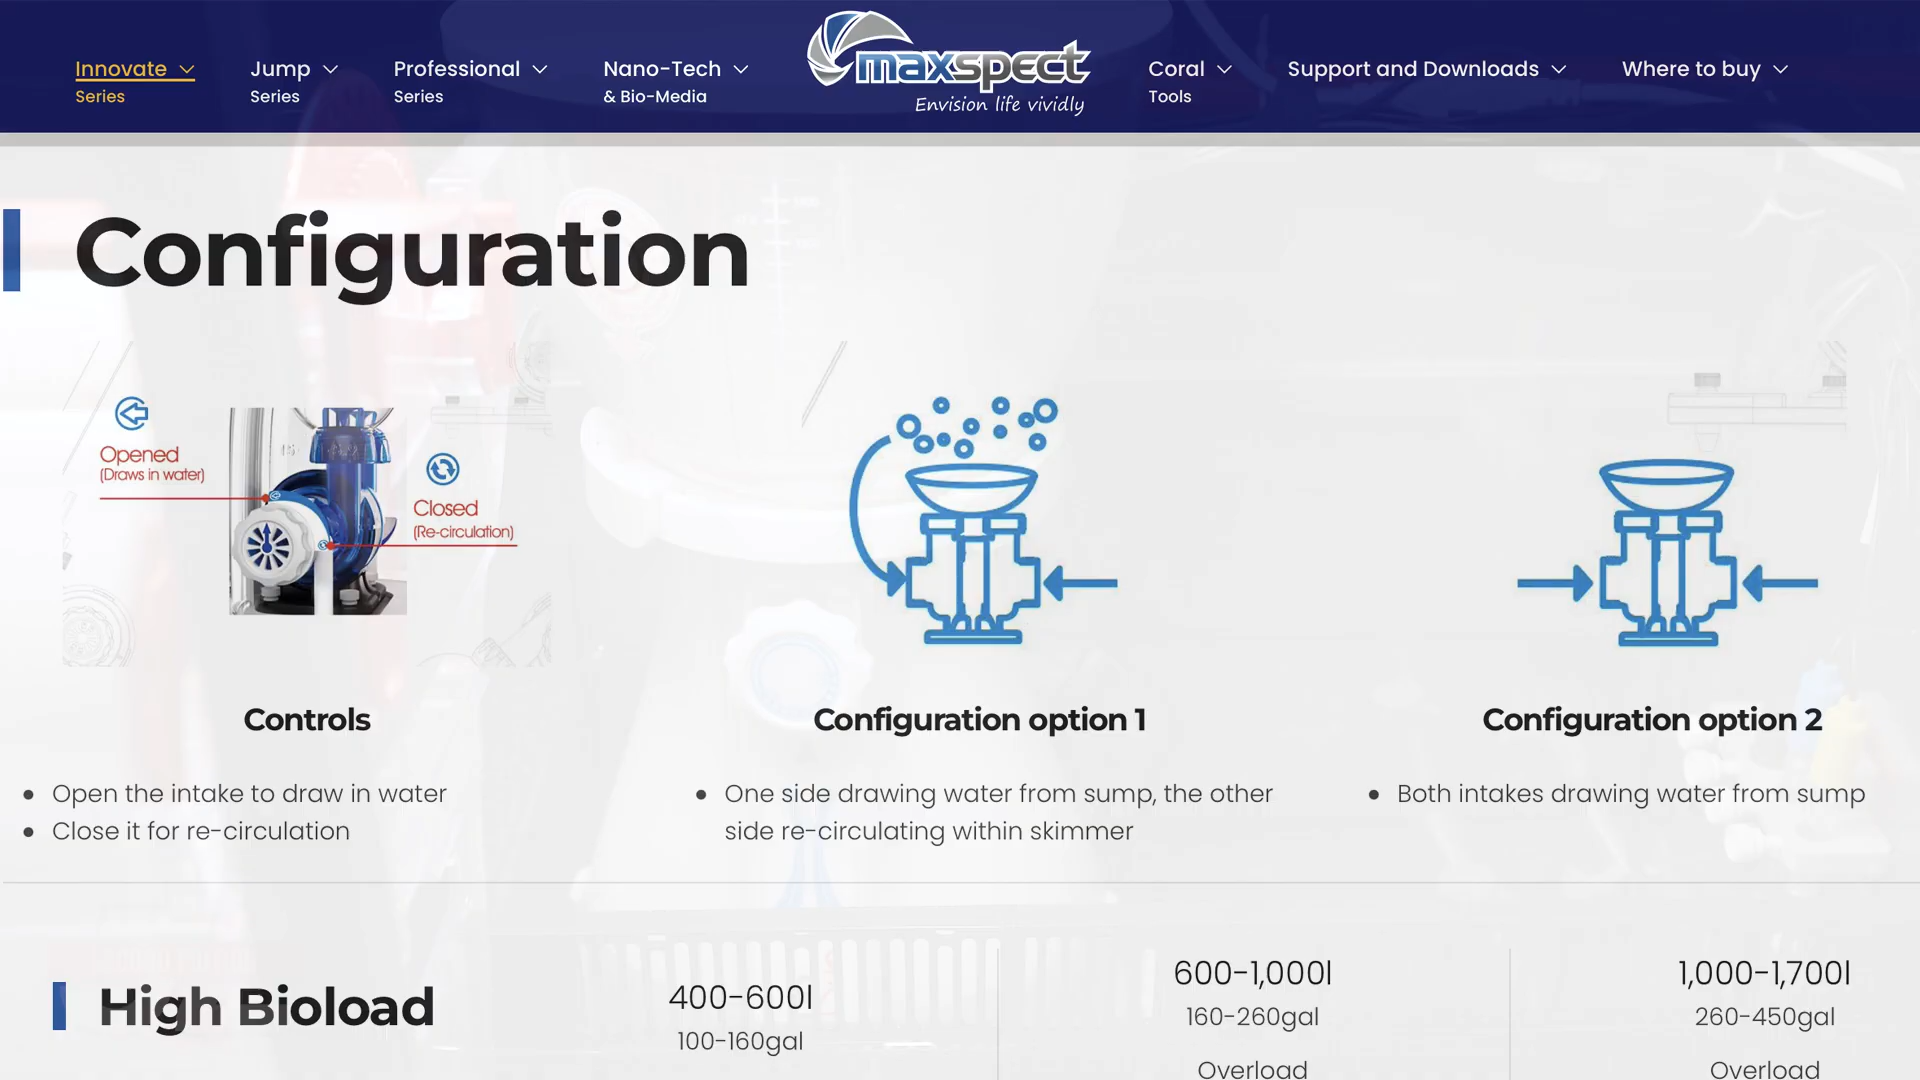 Innovate
Series
Jump
Series
Professional
Series
Nano-Tech
& Bio-Media
maxspect
Envision life vividly
Coral
Tools
Support and Downloads
Where to buy
Configuration
Opened
(Draws in water)
Closed
(Re-circulation)
Controls
Configuration option 1
Configuration option 2
● Open the intake to draw in water
● Close it for re-circulation
● One side drawing water from sump, the other
side re-circulating within skimmer
● Both intakes drawing water from sump
High Bioload
400-600l
100-160gal
600-1,000l
160-260gal
Overload
1,000-1,700l
260-450gal
Overload